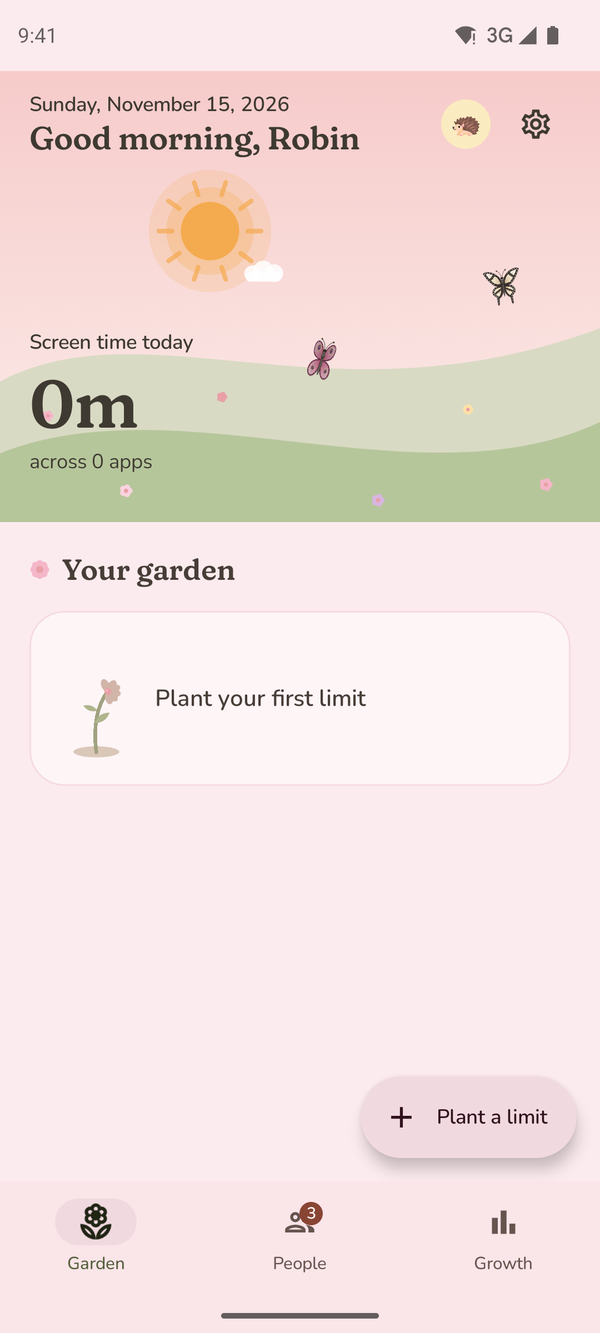 9:41
3G
Sunday, November 15, 2026
Good morning, Robin
Screen time today
0m
across 0 apps
Your garden
Plant your first limit
Plant a limit
3
Garden
People
Growth